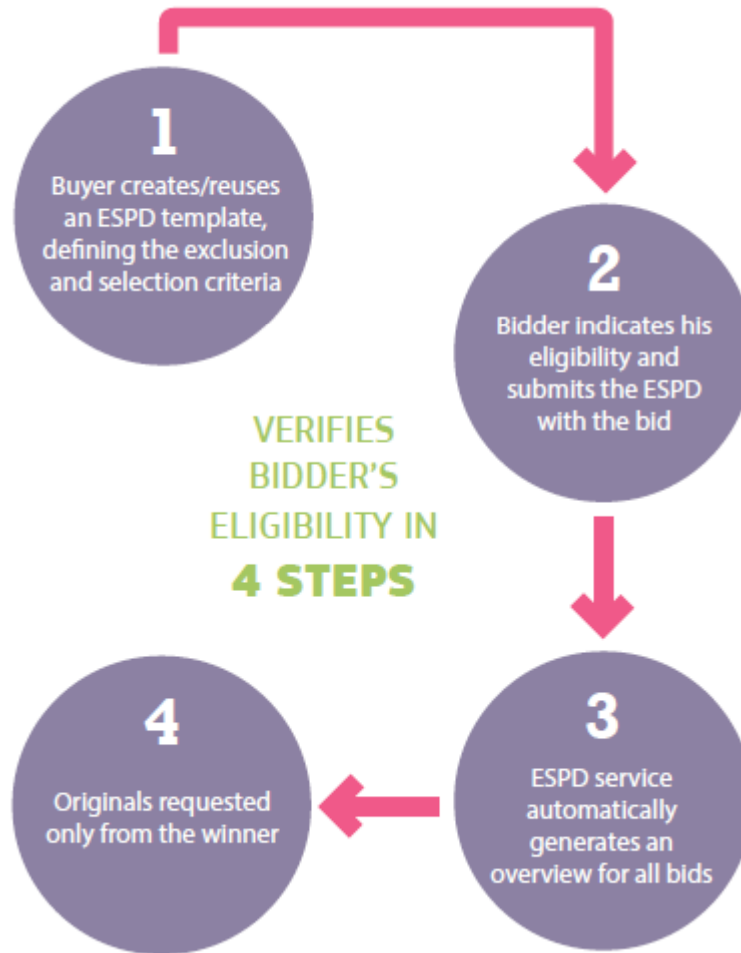 1
Buyer creates/reuses
an ESPD template,
defining the exclusion
and selection criteria
2
Bidder indicates his
eligibility and
submits the ESPD
with the bid
VERIFIES
BIDDER'S
ELIGIBILITY IN
4 STEPS
3
ESPD service
automatically
generates an
overview for all bids
4
Originals requested
only from the winner